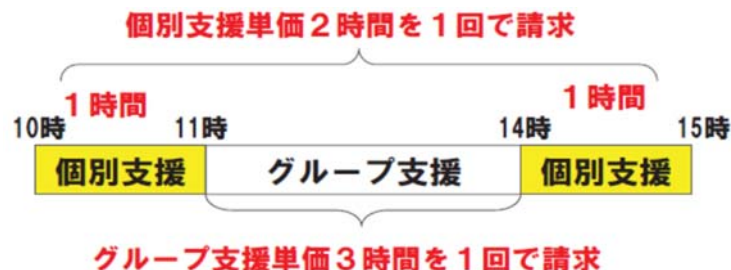 個別支援単価２時間を１回で請求
１時間
１時間
10時
11時
14時
15時
個別支援
グループ支援
個別支援
グループ支援単価３時間を１回で請求